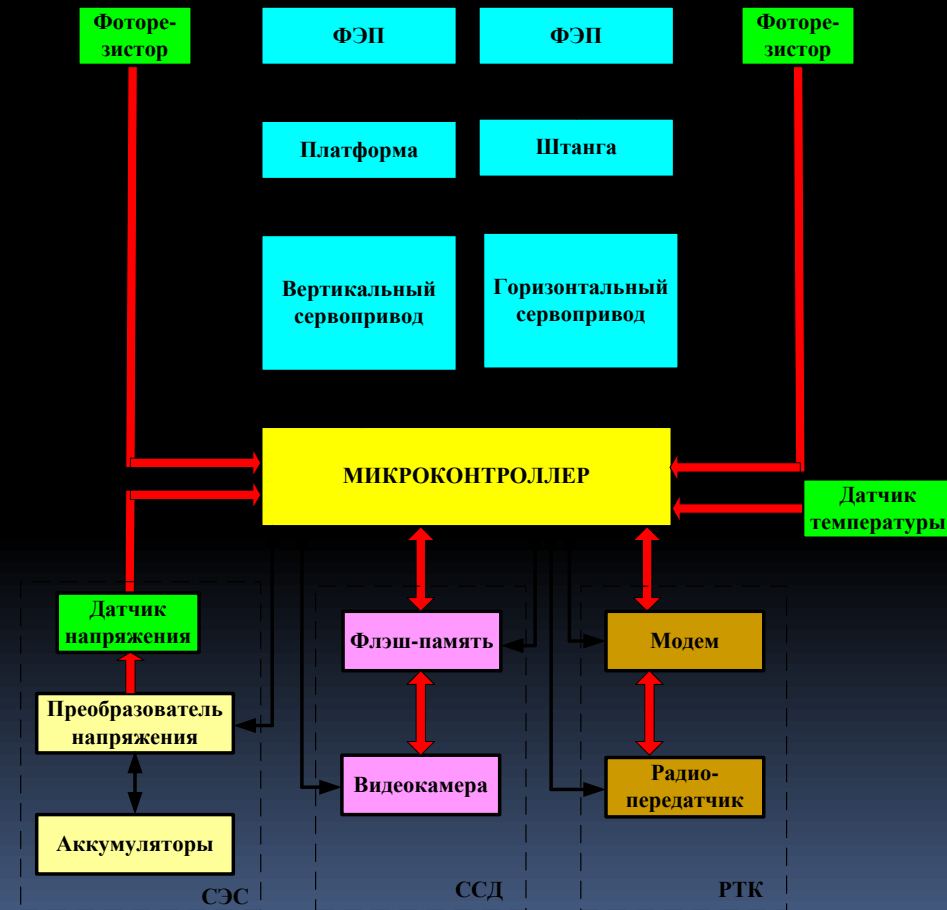 Фоторе-
зистор
ФЭП
ФЭП
Фоторе-
зистор
Платформа
Штанга
Вертикальный
сервопривод
Горизонтальный
сервопривод
МИКРОКОНТРОЛЛЕР
Датчик
температуры
Датчик
напряжения
Флэш-память
Модем
Преобразователь
напряжения
Видеокамера
Радио-
передатчик
Аккумуляторы
СЭС
ССД
РТК